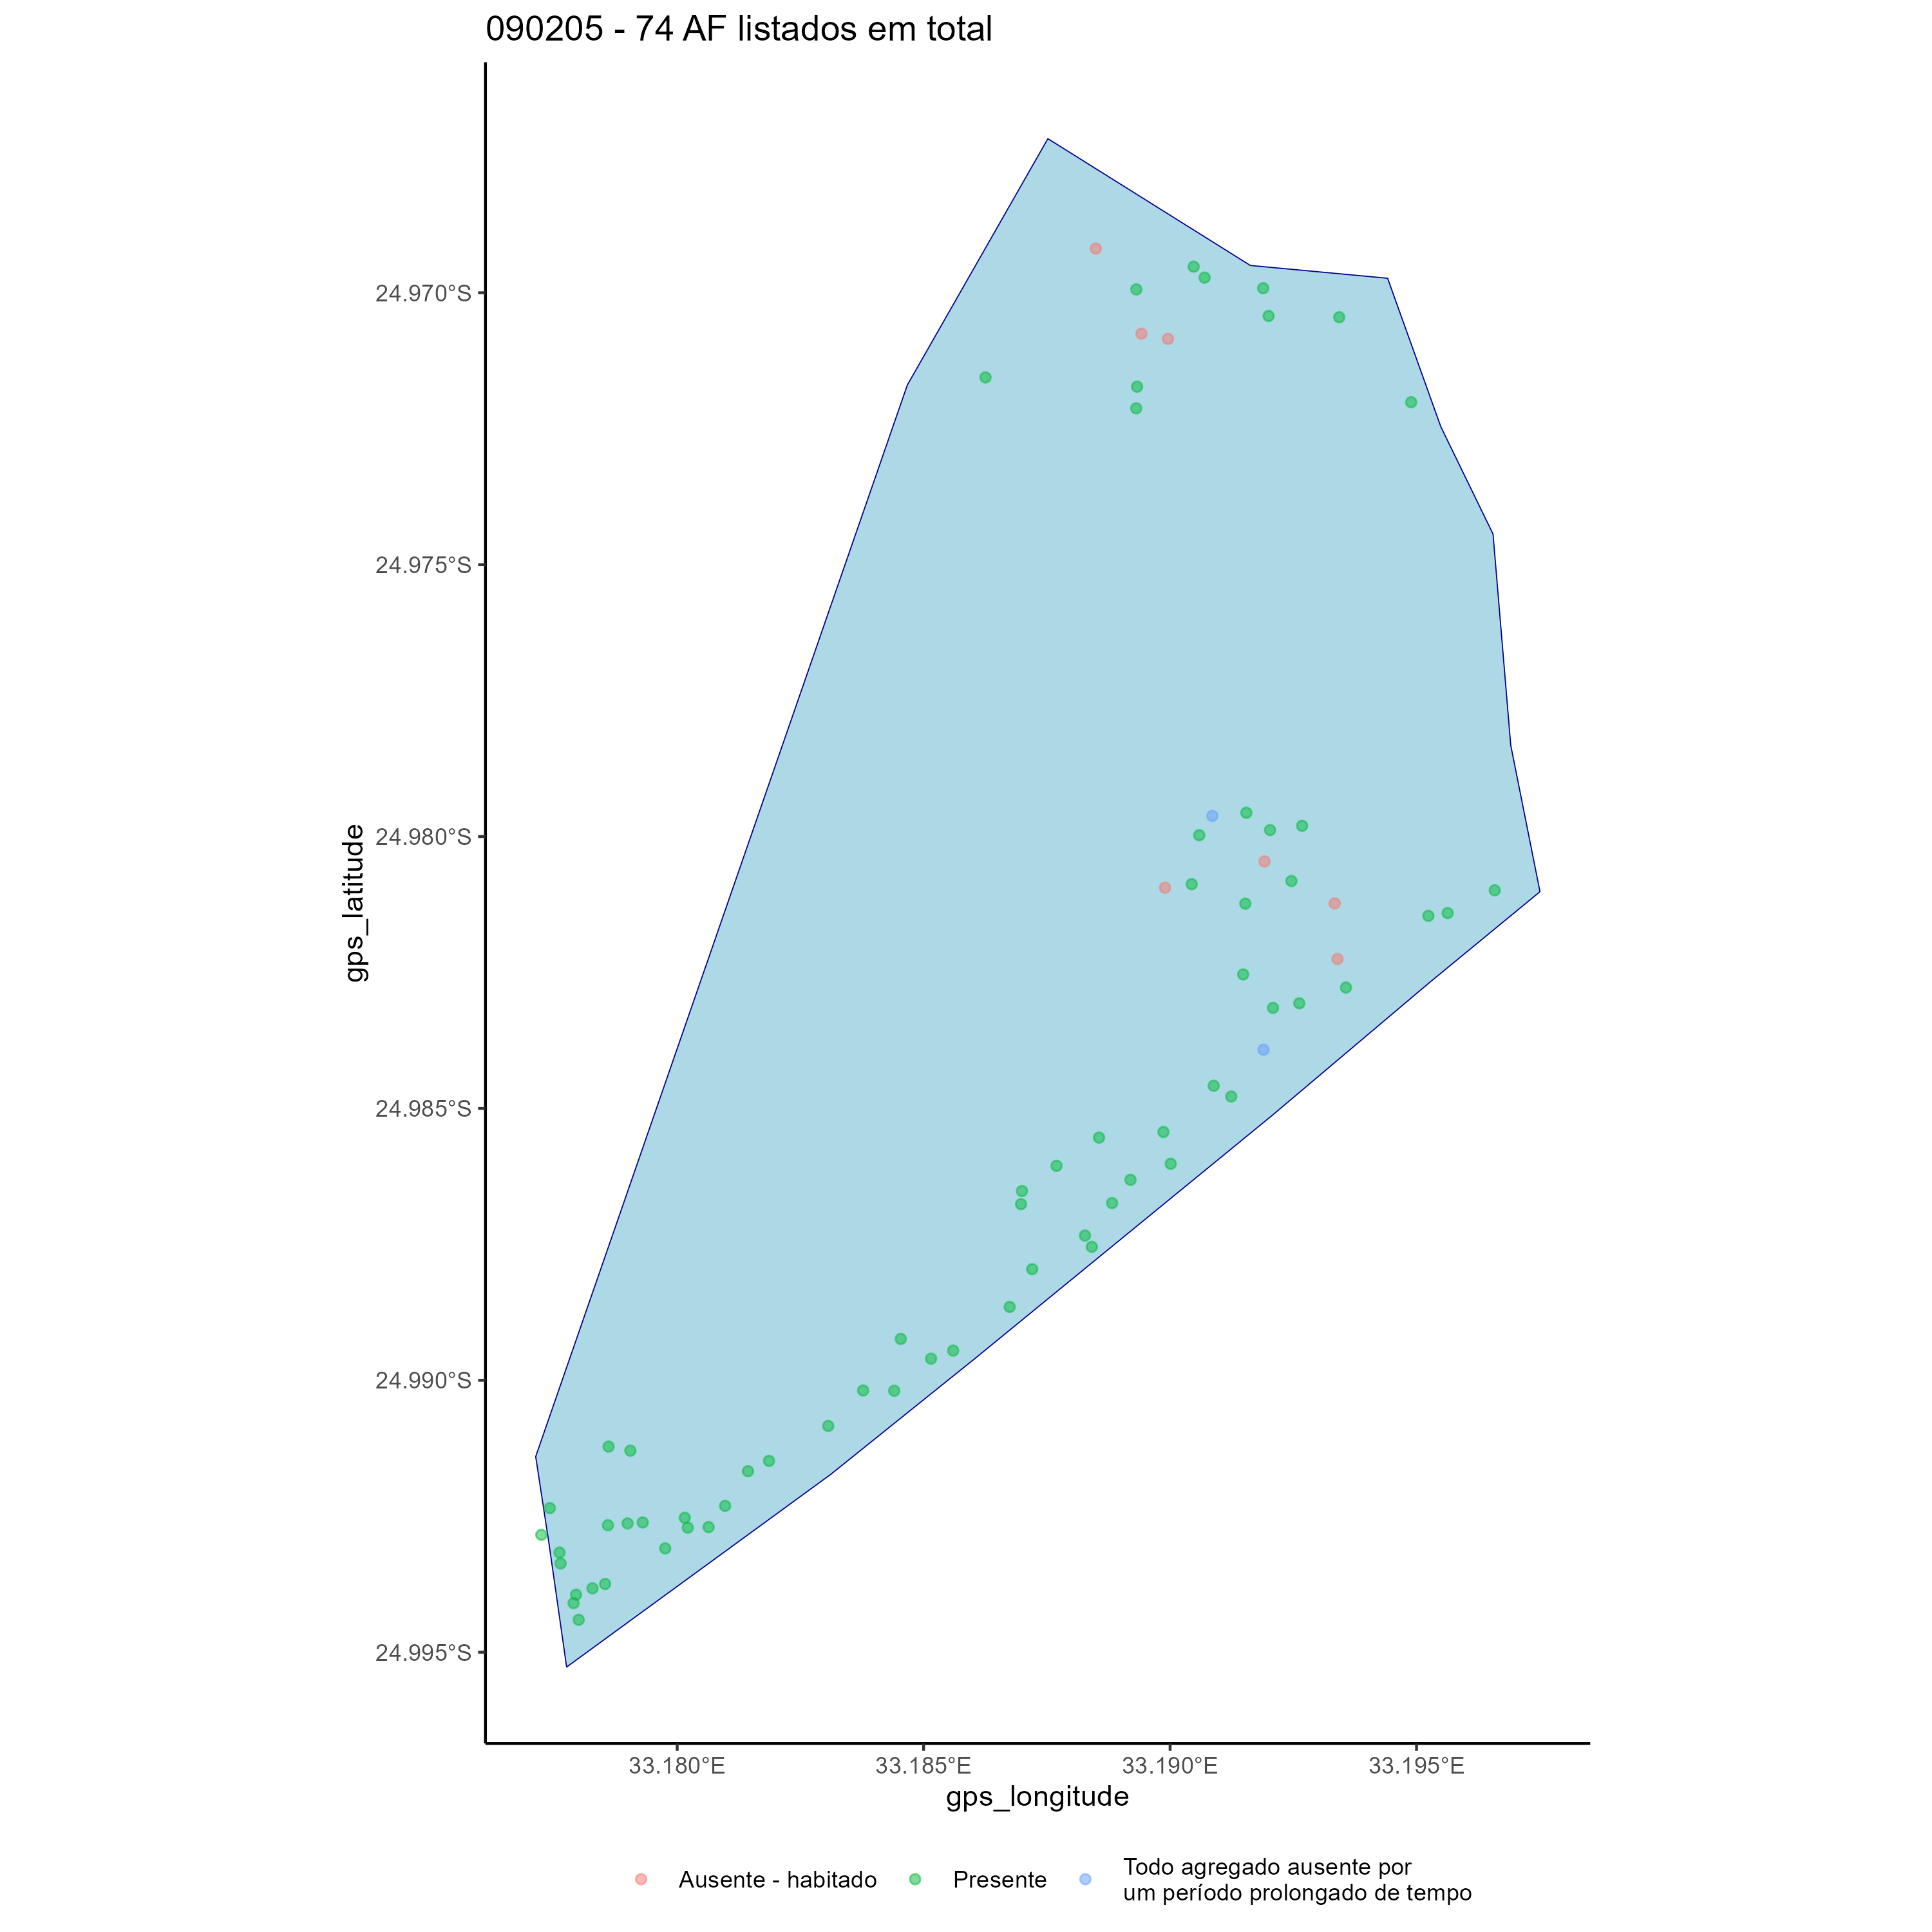 090205 - 74 AF listados em total
24.970°S
24.975°S
24.980°S
24.985°S
24.990°S
24.995°S
gps_latitude
33.180°E
33.185°E
33.190°E
33.195°E
gps_longitude
Ausente - habitado
Presente
Todo agregado ausente por
um período prolongado de tempo